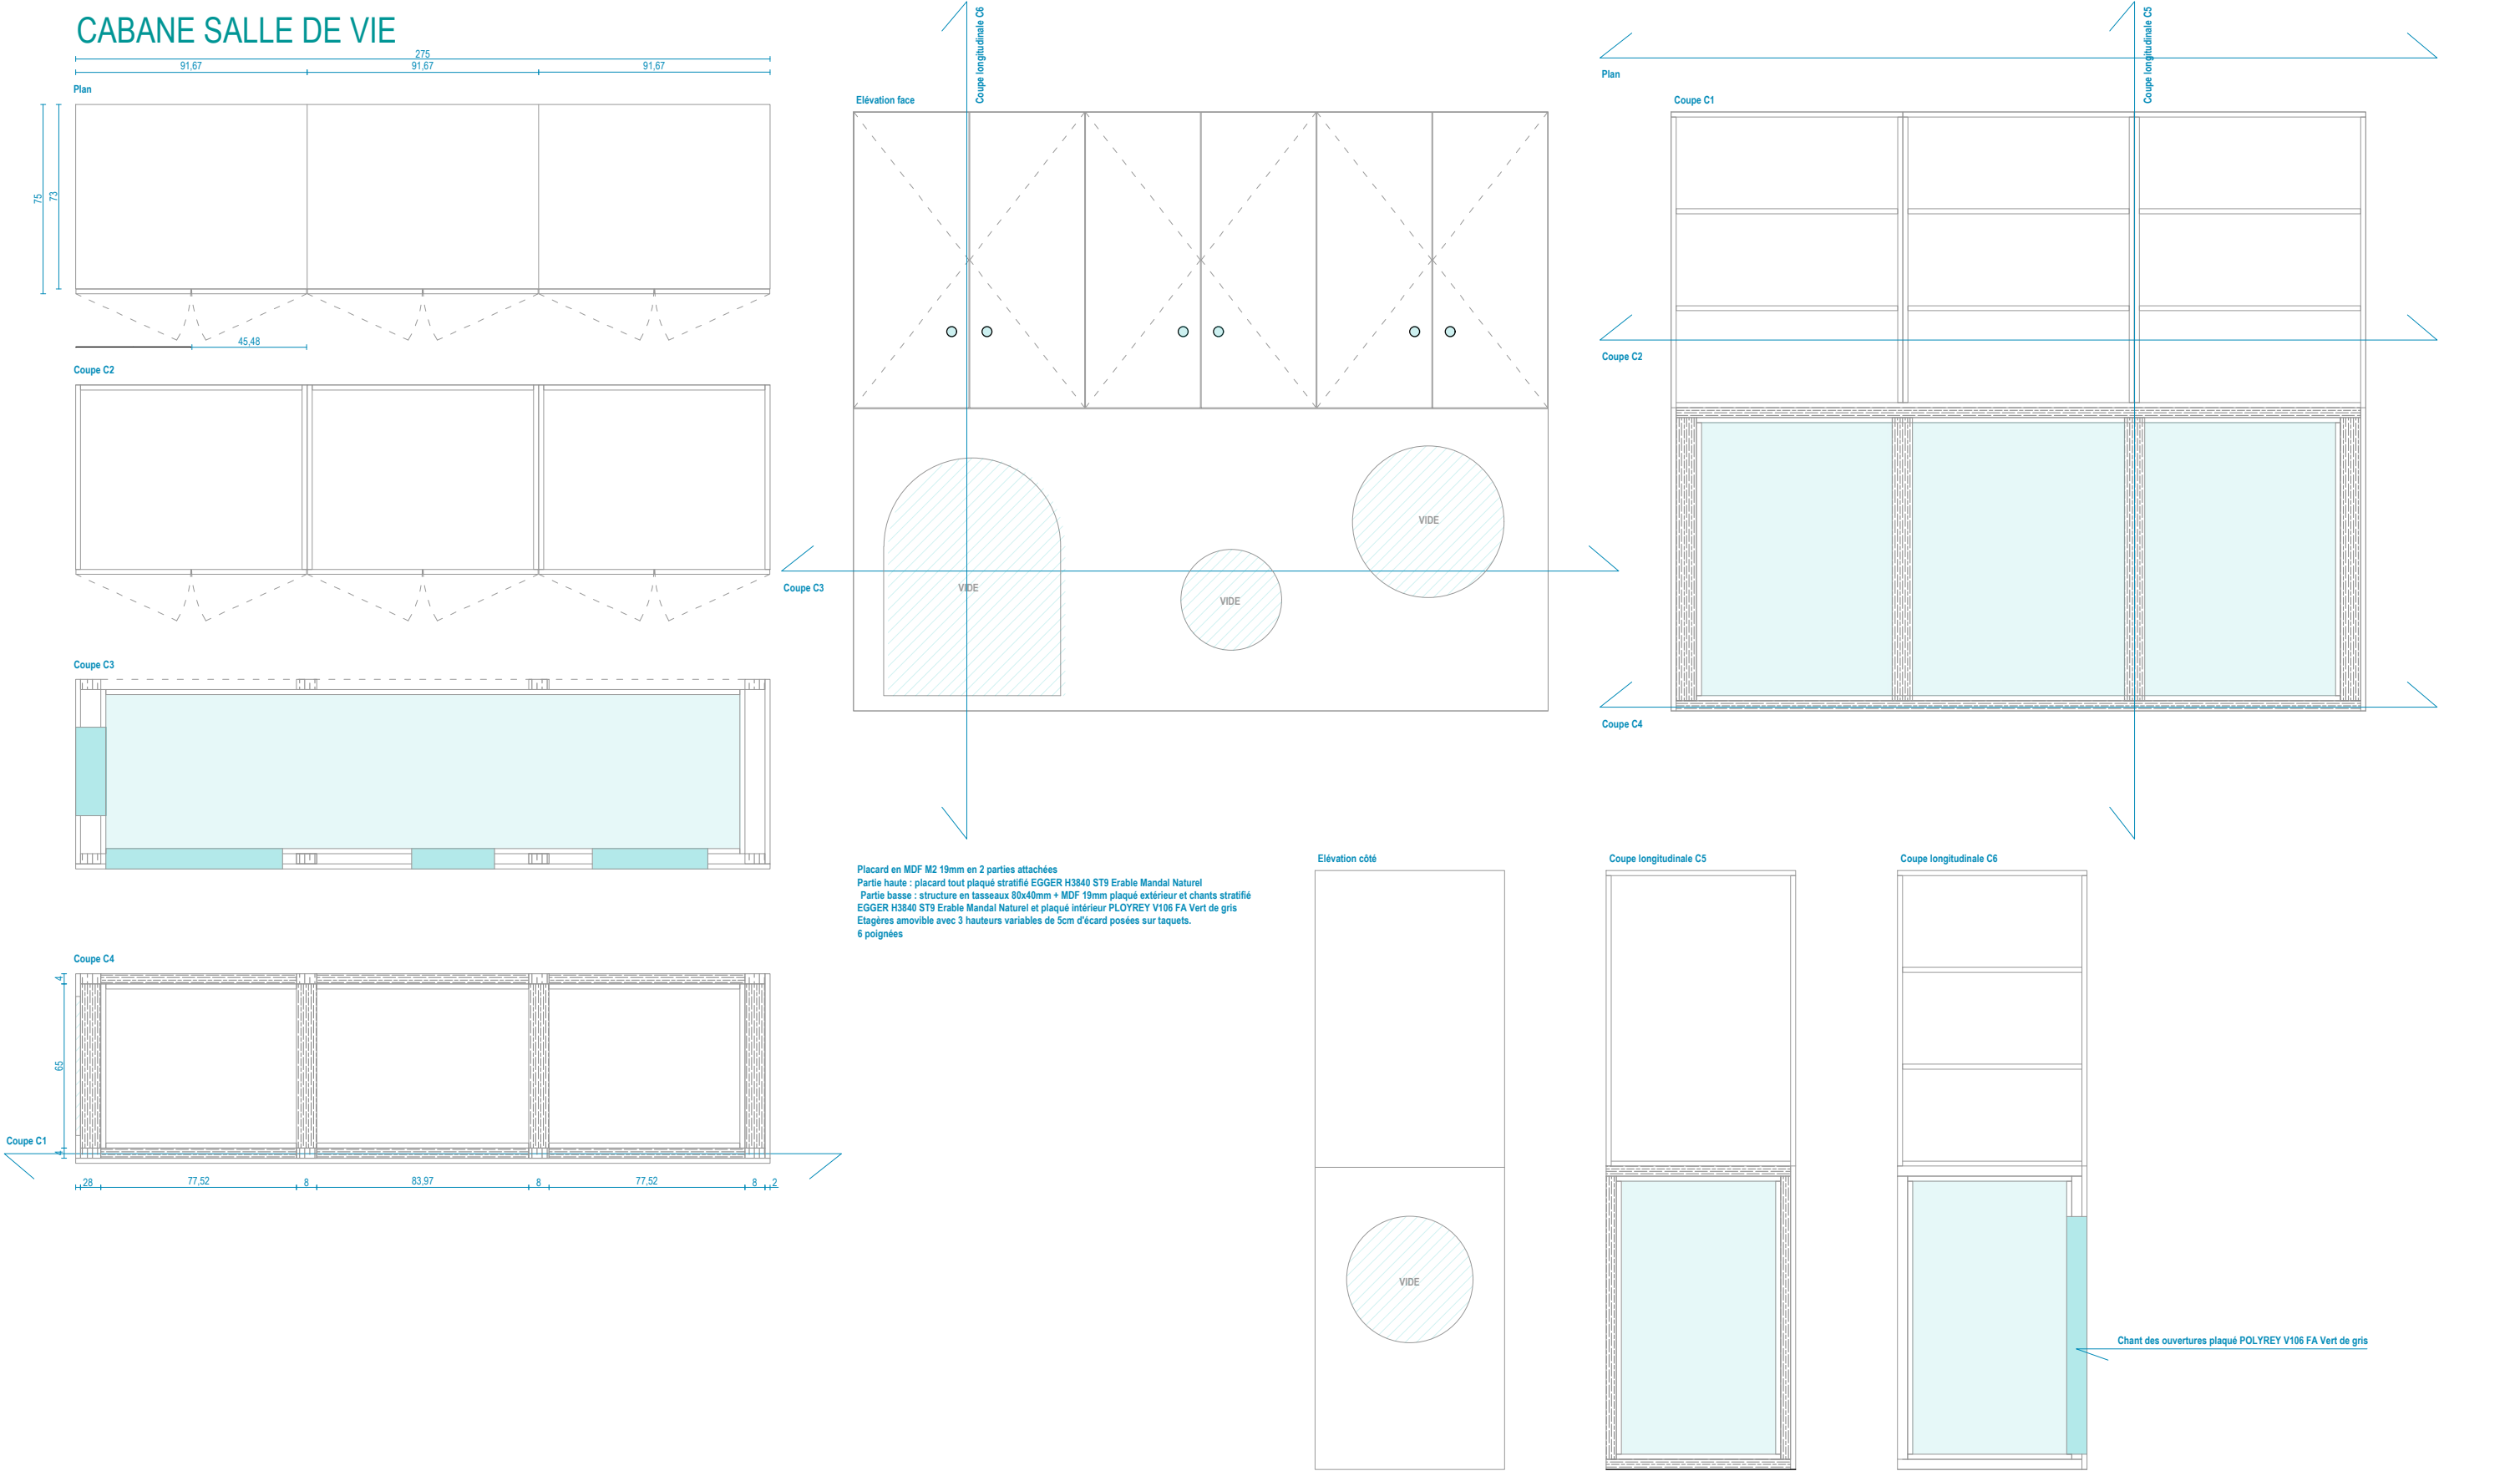 CABANE SALLE DE VIE
275
91,67
91,67
91,67
Plan
75
73
45,48
Coupe C2
Coupe C3
Coupe C4
4
65
4
Coupe C1
28
77,52
8
83,97
8
77,52
8
2
Coupe longitudinale C6
Elévation face
Coupe C3
VIDE
VIDE
VIDE
Coupe longitudinale C5
Plan
Coupe C1
Coupe C2
Coupe C4
Placard en MDF M2 19mm en 2 parties attachées
Partie haute : placard tout plaqué stratifié EGGER H3840 ST9 Erable Mandal Naturel
Partie basse : structure en tasseaux 80x40mm + MDF 19mm plaqué extérieur et chants stratifié
EGGER H3840 ST9 Erable Mandal Naturel et plaqué intérieur PLOYREY V106 FA Vert de gris
Etagères amovible avec 3 hauteurs variables de 5cm d'écard posées sur taquets.
6 poignées
Elévation côté
VIDE
Coupe longitudinale C5
Coupe longitudinale C6
Chant des ouvertures plaqué POLYREY V106 FA Vert de gris